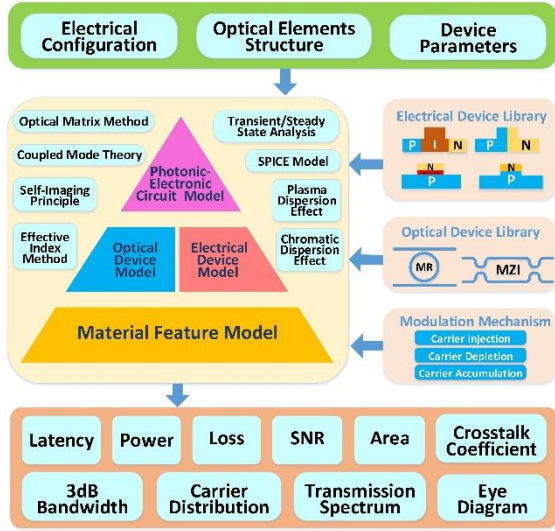 Electrical
Configuration
Optical Elements
Structure
Device
Parameters
Optical Matrix Method
Coupled Mode Theory
Self-Imaging
Principle
Effective
Index
Method
Transient/Steady
State Analysis
SPICE Model
Plasma
Dispersion
Effect
Chromatic
Dispersion
Effect
Photonic-
Electronic
Circuit Model
Optical
Device
Model
Electrical
Device
Model
Material Feature Model
Electrical Device Library
P I N
P N
N
P
N
P
Optical Device Library
MR
MZI
Modulation Mechanism
Carrier Injection
Carrier Depletion
Carrier Accumulation
Latency
Power
Loss
SNR
Area
Crosstalk
Coefficient
3dB
Bandwidth
Carrier
Distribution
Transmission
Spectrum
Eye
Diagram